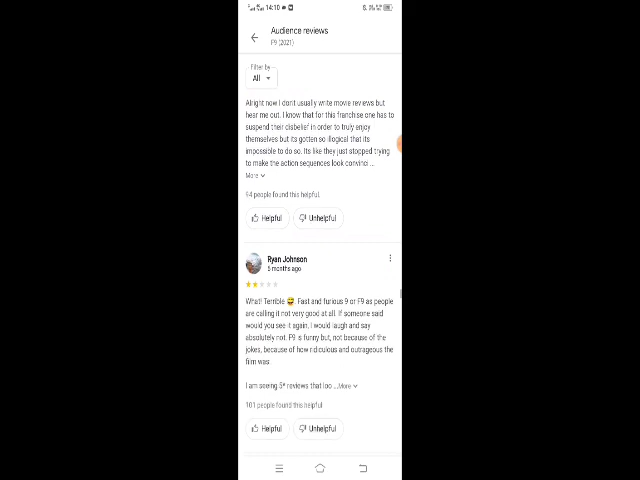 14:10
Audience reviews
F9 (2021)
Filter by
All
Alright now I don't usually write movie reviews but
hear me out. I know that for this franchise one has to
suspend their disbelief in order to truly enjoy
themselves but its gotten so illogical that its
impossible to do so. Its like they just stopped trying
to make the action sequences look convinci ...
More
94 people found this helpful.
Helpful Unhelpful
Ryan Johnson
5 months ago
What! Terrible 😜. Fast and furious 9 or F9 as people
are calling it not very good at all. If someone said
would you see it again, I would laugh and say
absolutely not. F9 is funny but, not because of the
jokes, because of how ridiculous and outrageous the
film was.
I am seeing 5* reviews that loo ...More
101 people found this helpful
Helpful Unhelpful